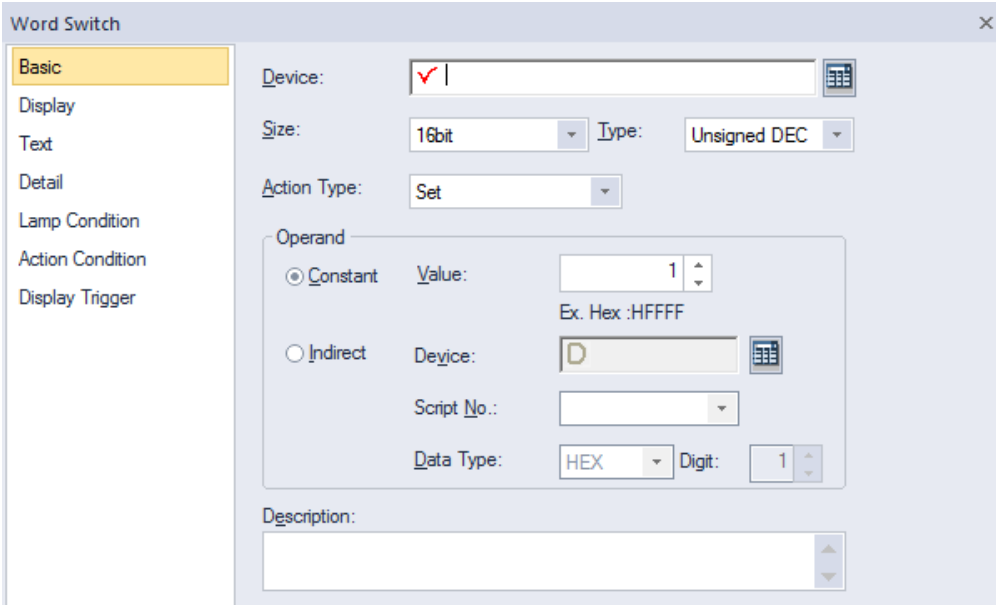 Word Switch
Basic
Display
Text
Detail
Lamp Condition
Action Condition
Display Trigger
Device:
Size: 16bit Type: Unsigned DEC
Action Type: Set
Operand
Constant Value: 1
Ex. Hex :HFFFF
Indirect Device: D
Script No.:
Data Type: HEX Digit: 1
Description: